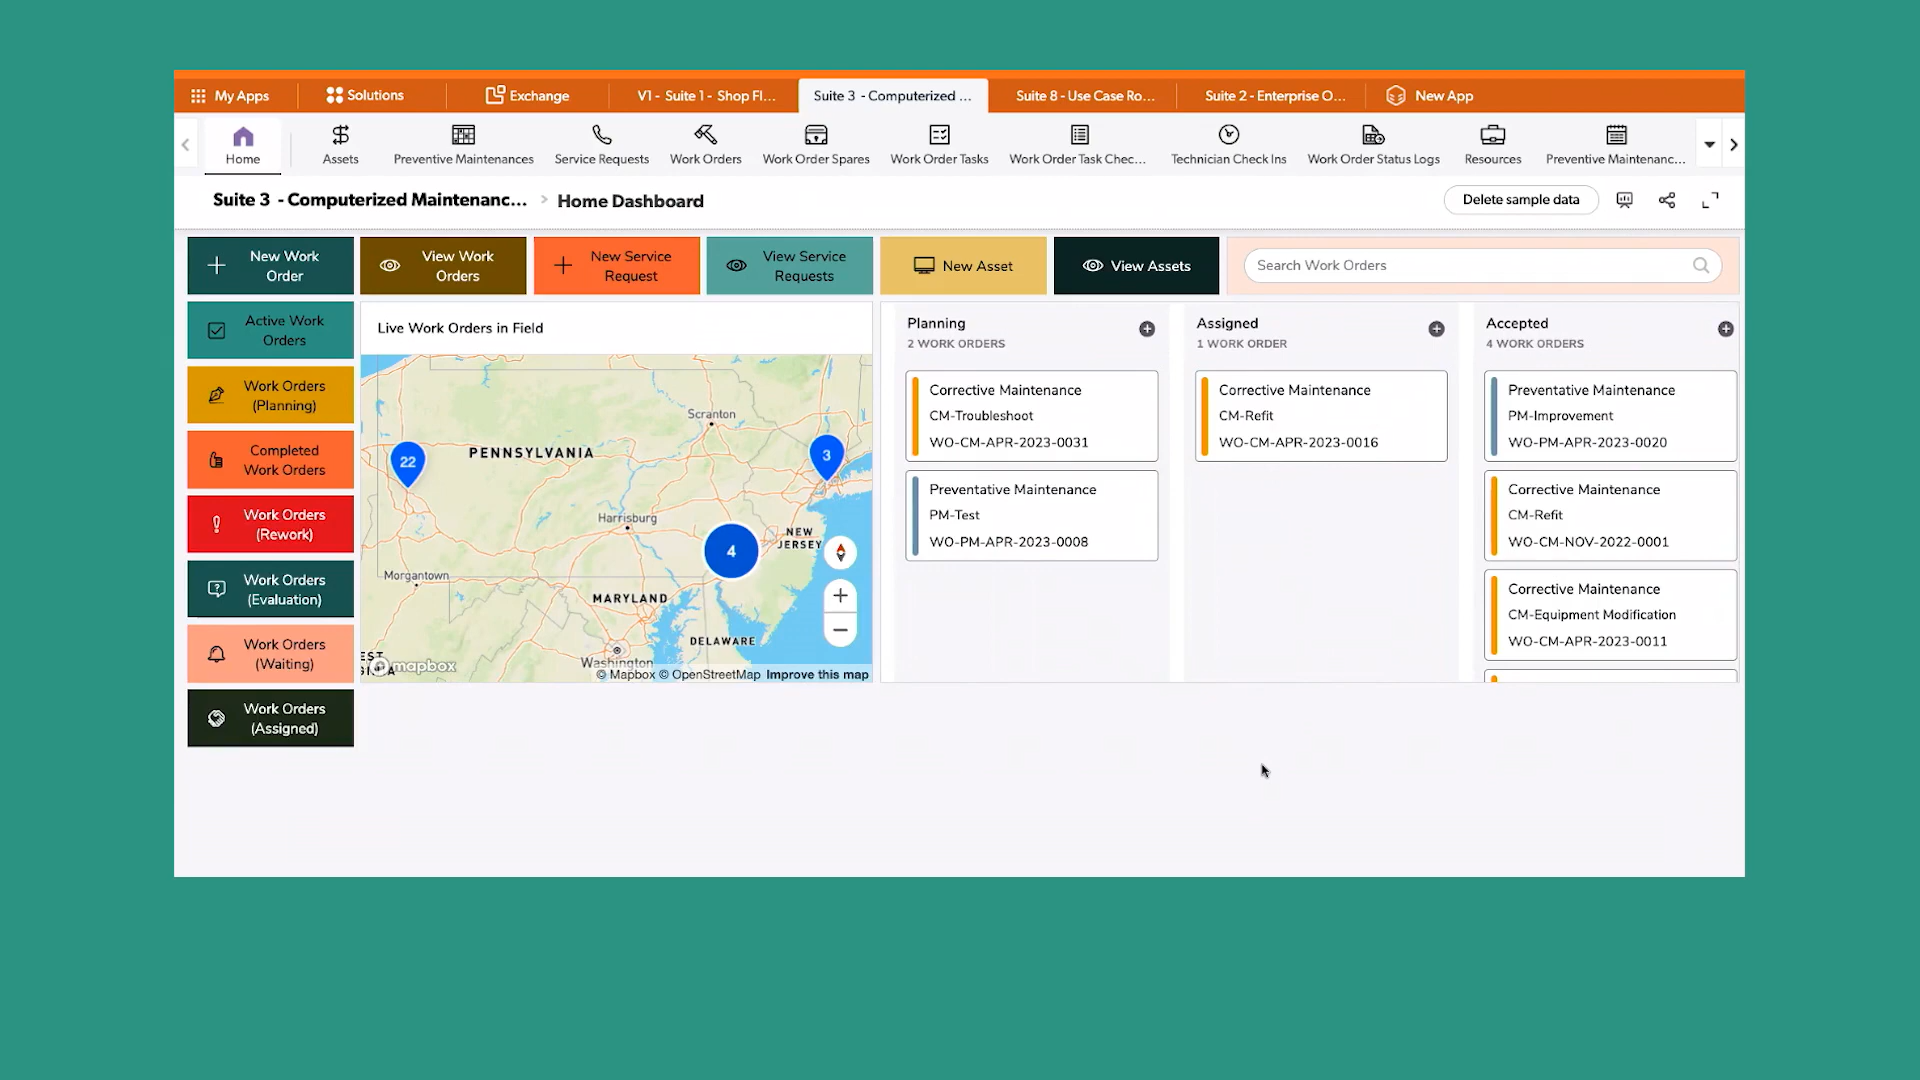 My Apps
Solutions
Exchange
V1 - Suite 1 - Shop Fl...
Suite 3 - Computerized ...
Suite 8 - Use Case Ro...
Suite 2 - Enterprise O...
New App
Home
Assets
Preventive Maintenances
Service Requests
Work Orders
Work Order Spares
Work Order Tasks
Work Order Task Chec...
Technician Check Ins
Work Order Status Logs
Resources
Preventive Maintenanc...
Suite 3 - Computerized Maintenanc...
Home Dashboard
Delete sample data
New Work
Order
View Work
Orders
New Service
Request
View Service
Requests
New Asset
View Assets
Search Work Orders
Active Work
Orders
Work Orders
(Planning)
Completed
Work Orders
Work Orders
(Rework)
Work Orders
(Evaluation)
Work Orders
(Waiting)
Work Orders
(Assigned)
Live Work Orders in Field
Scranton
PENNSYLVANIA
22
3
Harrisburg
NEW
JERSEY
4
Morgantown
MARYLAND
DELAWARE
Washington
mapbox
© Mapbox © OpenStreetMap Improve this map
Planning
2 WORK ORDERS
Corrective Maintenance
CM-Troubleshoot
WO-CM-APR-2023-0031
Preventative Maintenance
PM-Test
WO-PM-APR-2023-0008
Assigned
1 WORK ORDER
Corrective Maintenance
CM-Refit
WO-CM-APR-2023-0016
Accepted
4 WORK ORDERS
Preventative Maintenance
PM-Improvement
WO-PM-APR-2023-0020
Corrective Maintenance
CM-Refit
WO-CM-NOV-2022-0001
Corrective Maintenance
CM-Equipment Modification
WO-CM-APR-2023-0011